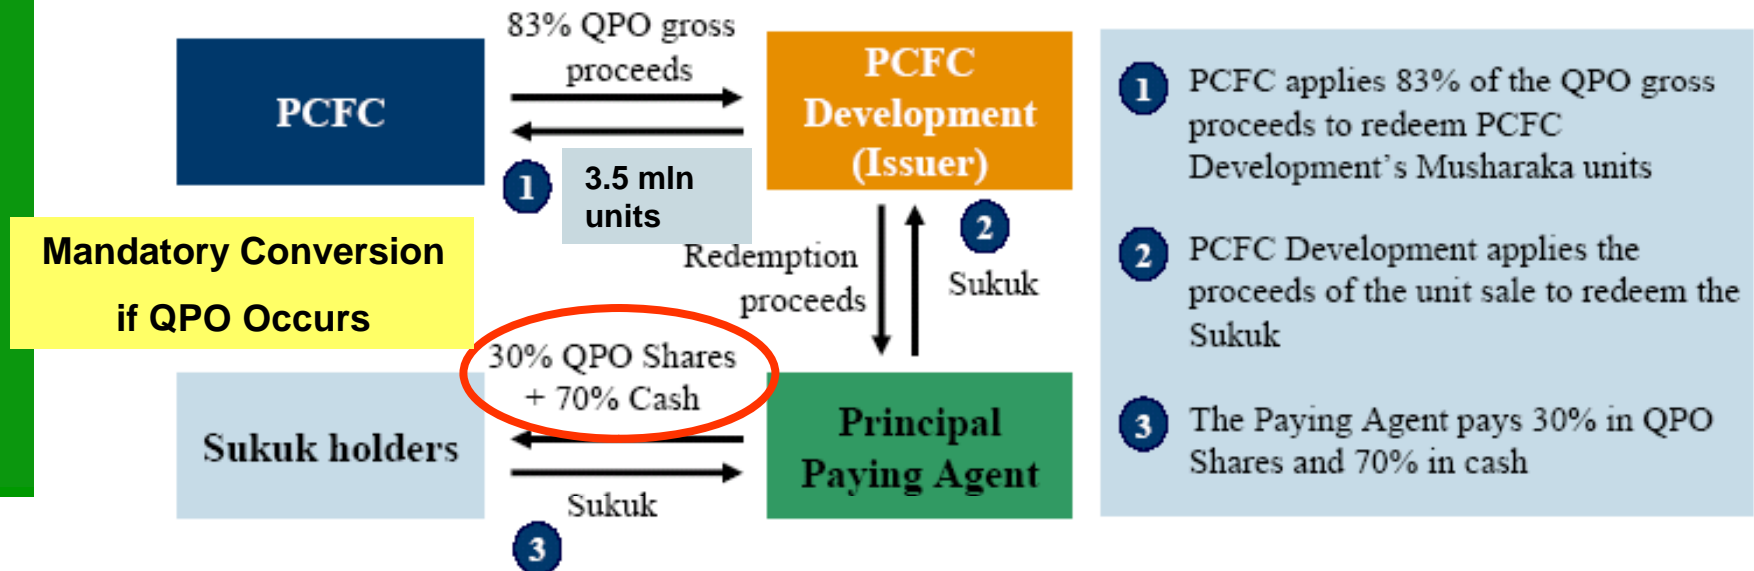 83% QPO gross
proceeds
PCFC
PCFC
Development
(Issuer)
1
3.5 mln
units
Mandatory Conversion
if QPO Occurs
Redemption
proceeds
2
Sukuk
30% QPO Shares
+ 70% Cash
Sukuk holders
Principal
Paying Agent
Sukuk
3
1
PCFC applies 83% of the QPO gross
proceeds to redeem PCFC
Development’s Musharaka units
2
PCFC Development applies the
proceeds of the unit sale to redeem the
Sukuk
3
The Paying Agent pays 30% in QPO
Shares and 70% in cash